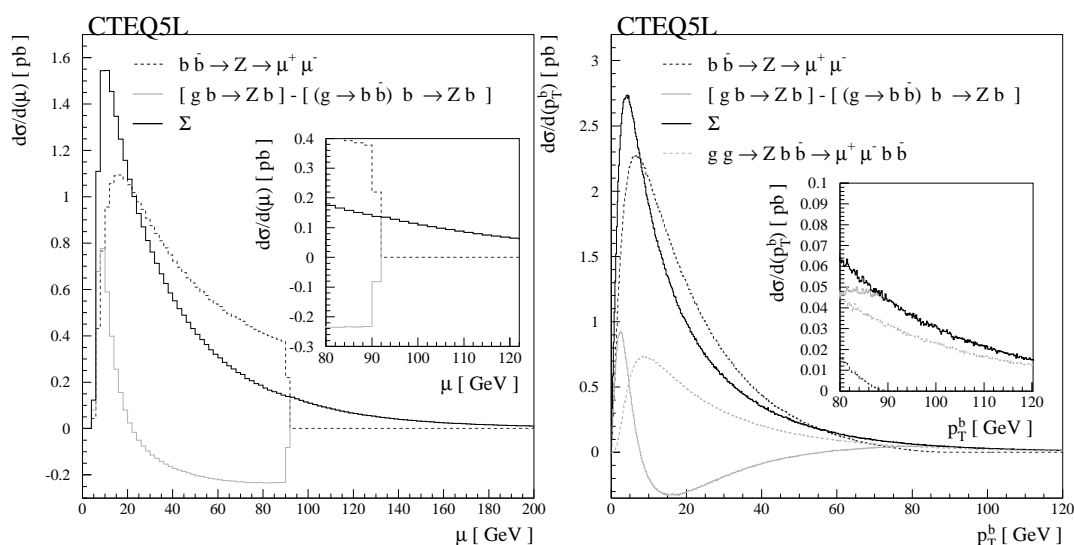 CTEQ5L
dσ/d(μ) [ pb ]
1.6
1.4
1.2
1
0.8
0.6
0.4
0.2
0
-0.2
b b̄ → Z → μ⁺ μ⁻
[ g b → Z b ] - [ (g → b b̄) b → Z b ]
Σ
dσ/d(μ) [ pb ]
0.4
0.3
0.2
0.1
0
-0.1
-0.2
-0.3
80 90 100 110 120
μ [ GeV ]
0 20 40 60 80 100 120 140 160 180 200
μ [ GeV ]
CTEQ5L
dσ/d(p_T^b) [ pb ]
3
2.5
2
1.5
1
0.5
0
b b̄ → Z → μ⁺ μ⁻
[ g b → Z b ] - [ (g → b b̄) b → Z b ]
Σ
g g → Z b b̄ → μ⁺ μ⁻ b b̄
dσ/d(p_T^b) [ pb ]
0.1
0.09
0.08
0.07
0.06
0.05
0.04
0.03
0.02
0.01
0
80 90 100 110 120
p_T^b [ GeV ]
0 20 40 60 80 100 120
p_T^b [ GeV ]